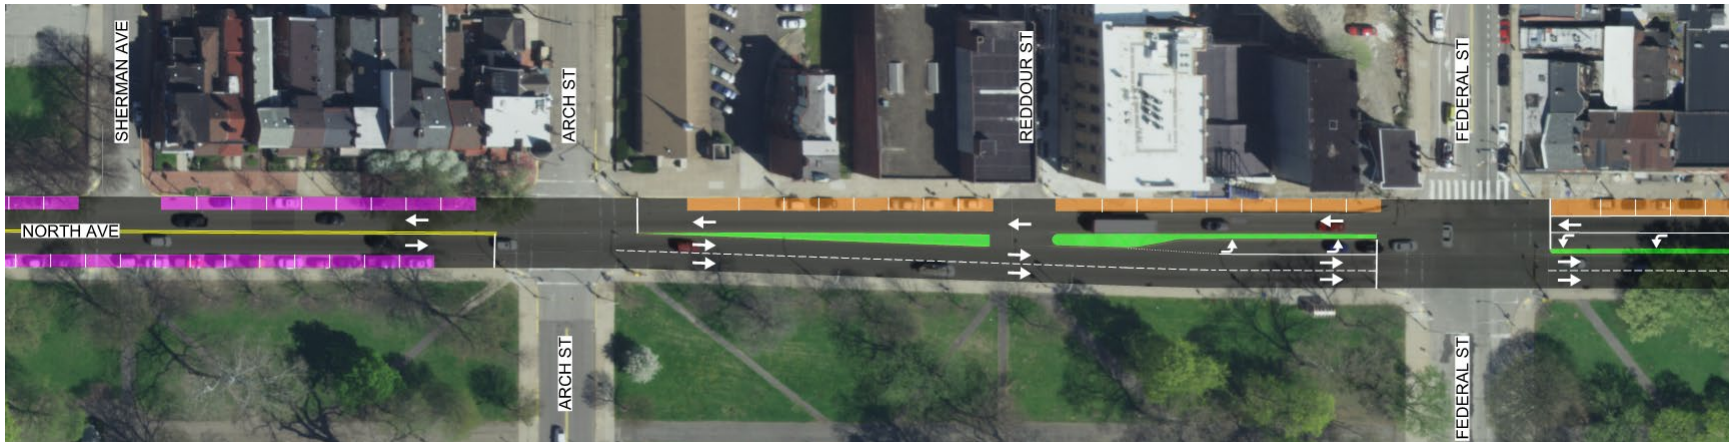 SHERMAN AVE
ARCH ST
REDDOUR ST
FEDERAL ST
NORTH AVE
ARCH ST
FEDERAL ST